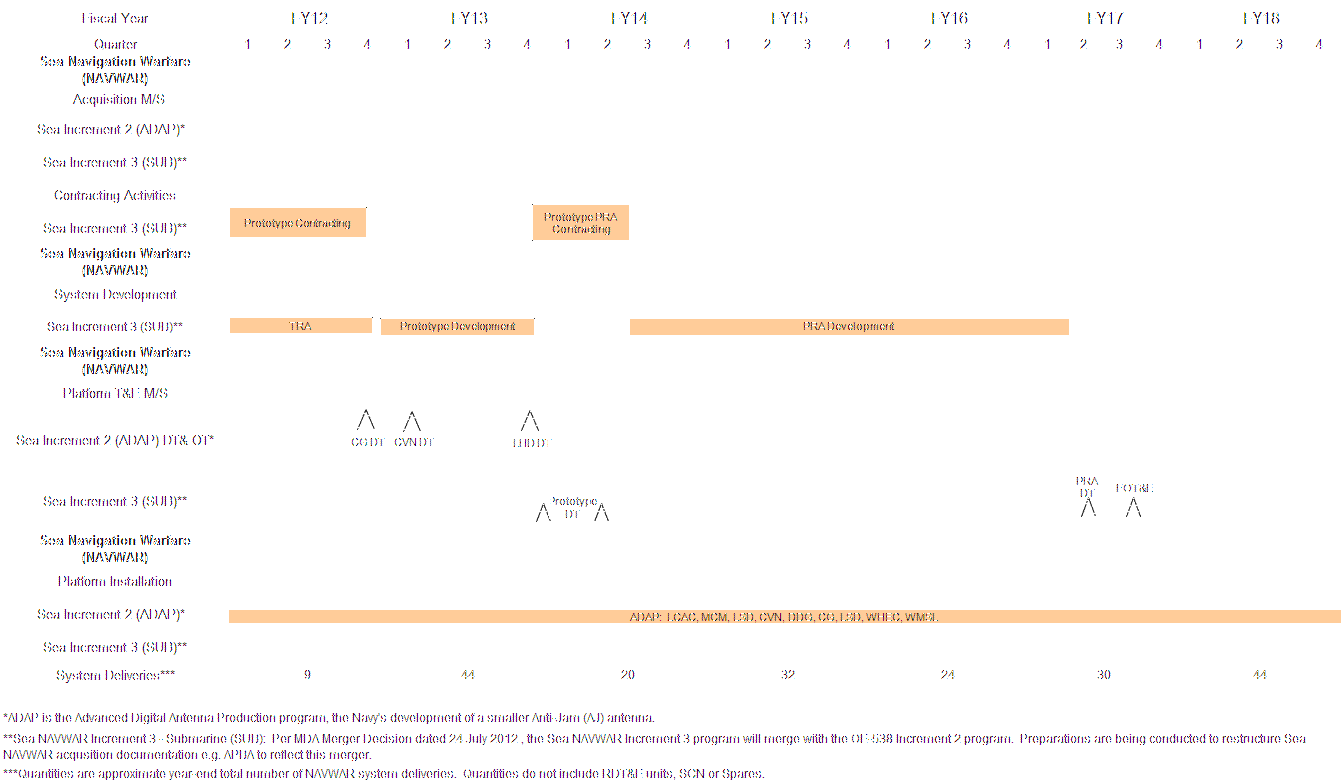 Fiscal Year FY12 FY13 FY14 FY15 FY16 FY17 FY18
Quarter 1 2 3 4 1 2 3 4 1 2 3 4 1 2 3 4 1 2 3 4 1 2 3 4 1 2 3 4
Sea Navigation Warfare
(NAVWAR)
Acquisition M/S
Sea Increment 2 (ADAP)*
Sea Increment 3 (SUB)**
Contracting Activities
Sea Increment 3 (SUB)** Prototype Contracting Prototype PRA
Contracting
Sea Navigation Warfare
(NAVWAR)
System Development
Sea Increment 3 (SUB)** TRA Prototype Development PRA Development
Sea Navigation Warfare
(NAVWAR)
Platform T&E M/S
Sea Increment 2 (ADAP) DT& OT* CG DT CVN DT LHD DT
Sea Increment 3 (SUB)** Prototype
DT
PRA
DT
FOT&E
Sea Navigation Warfare
(NAVWAR)
Platform Installation
Sea Increment 2 (ADAP)* ADAP: LCAC, MCM, LSD, CVN, DDG, CG, LSD, WHEC, WMSL
Sea Increment 3 (SUB)**
System Deliveries*** 9 44 20 32 24 30 44
*ADAP is the Advanced Digital Antenna Production program, the Navy's development of a smaller Anti-Jam (AJ) antenna.
**Sea NAVWAR Increment 3 - Submarine (SUB): Per MDA Merger Decision dated 24 July 2012, the Sea NAVWAR Increment 3 program will merge with the OE-538 Increment 2 program. Preparations are being conducted to restructure Sea
NAVWAR acqusition documentation e.g. APBA to reflect this merger.
***Quantities are approximate year-end total number of NAVWAR system deliveries. Quantities do not include RDT&E units, SCN or Spares.